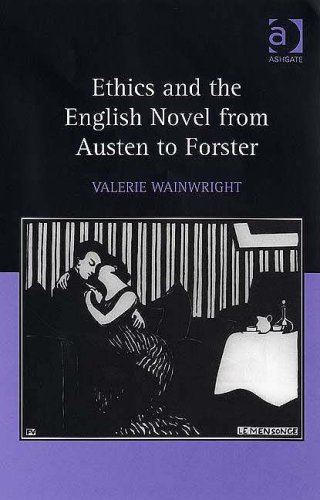 a
ASHGATE
Ethics and the
English Novel from
Austen to Forster
VALERIE WAINWRIGHT
FV
LE MENSONGE